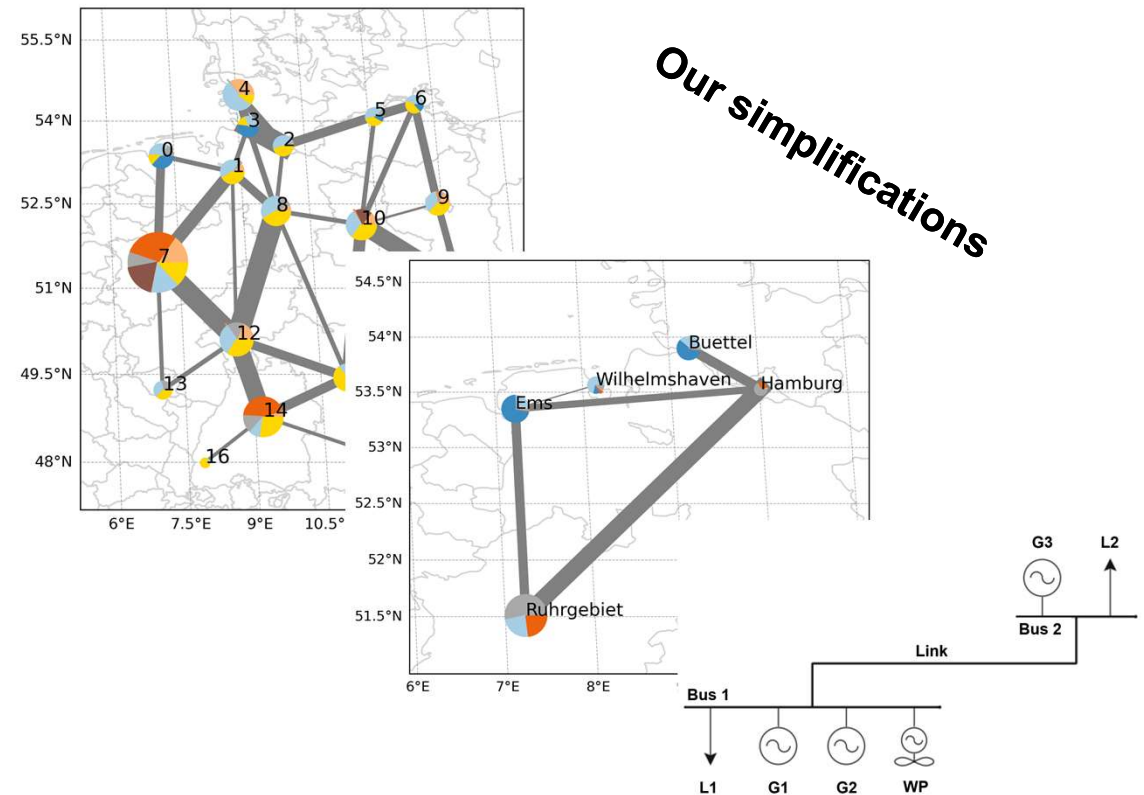 Our simplifications
55.5°N
54°N
52.5°N
51°N
49.5°N
48°N
6°E
7.5°E
9°E
10.5°
4
3
2
5
6
0
1
8
9
10
7
12
13
14
16
54.5°N
54°N
53.5°N
53°N
52.5°N
52°N
51.5°N
6°E
7°E
8°E
Buettel
Wilhelmshaven
Hamburg
Ems
Ruhrgebiet
G3 L2
Bus 2
Link
Bus 1
L1 G1 G2 WP